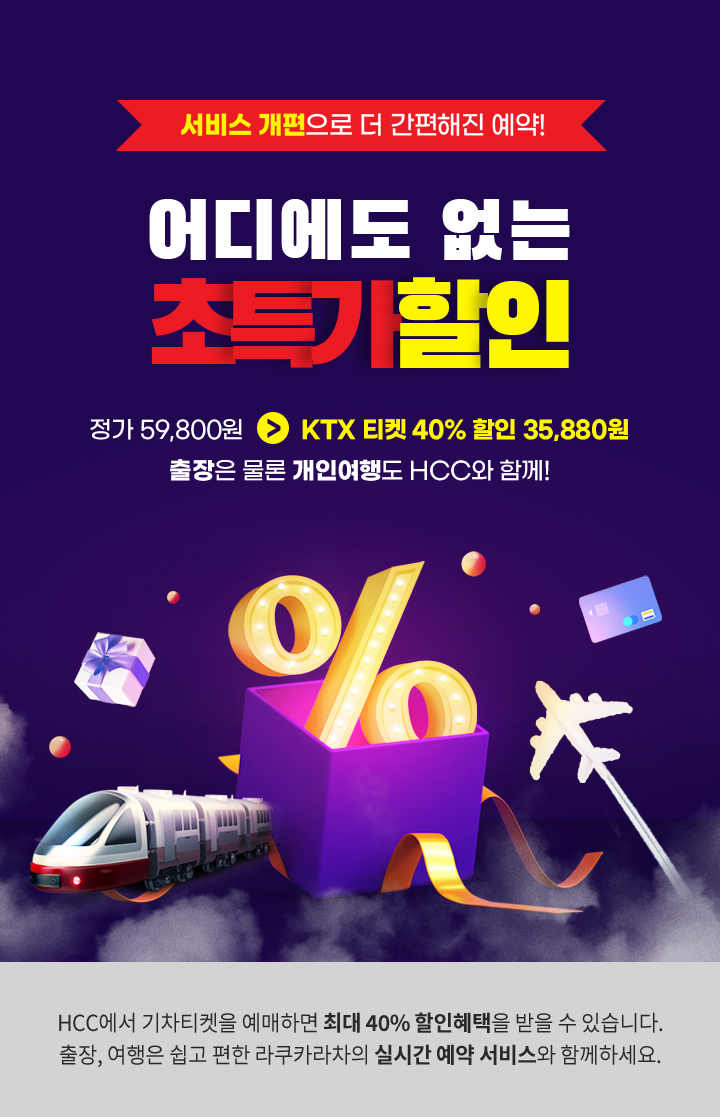 서비스 개편으로 더 간편해진 예약!
어디에도 없는
초특가할인
정가 59,800원 > KTX 티켓 40% 할인 35,880원
출장은 물론 개인여행도 HCC와 함께!
%
HCC에서 기차티켓을 예매하면 최대 40% 할인혜택을 받을 수 있습니다.
출장, 여행은 쉽고 편한 라쿠카라차의 실시간 예약 서비스와 함께하세요.